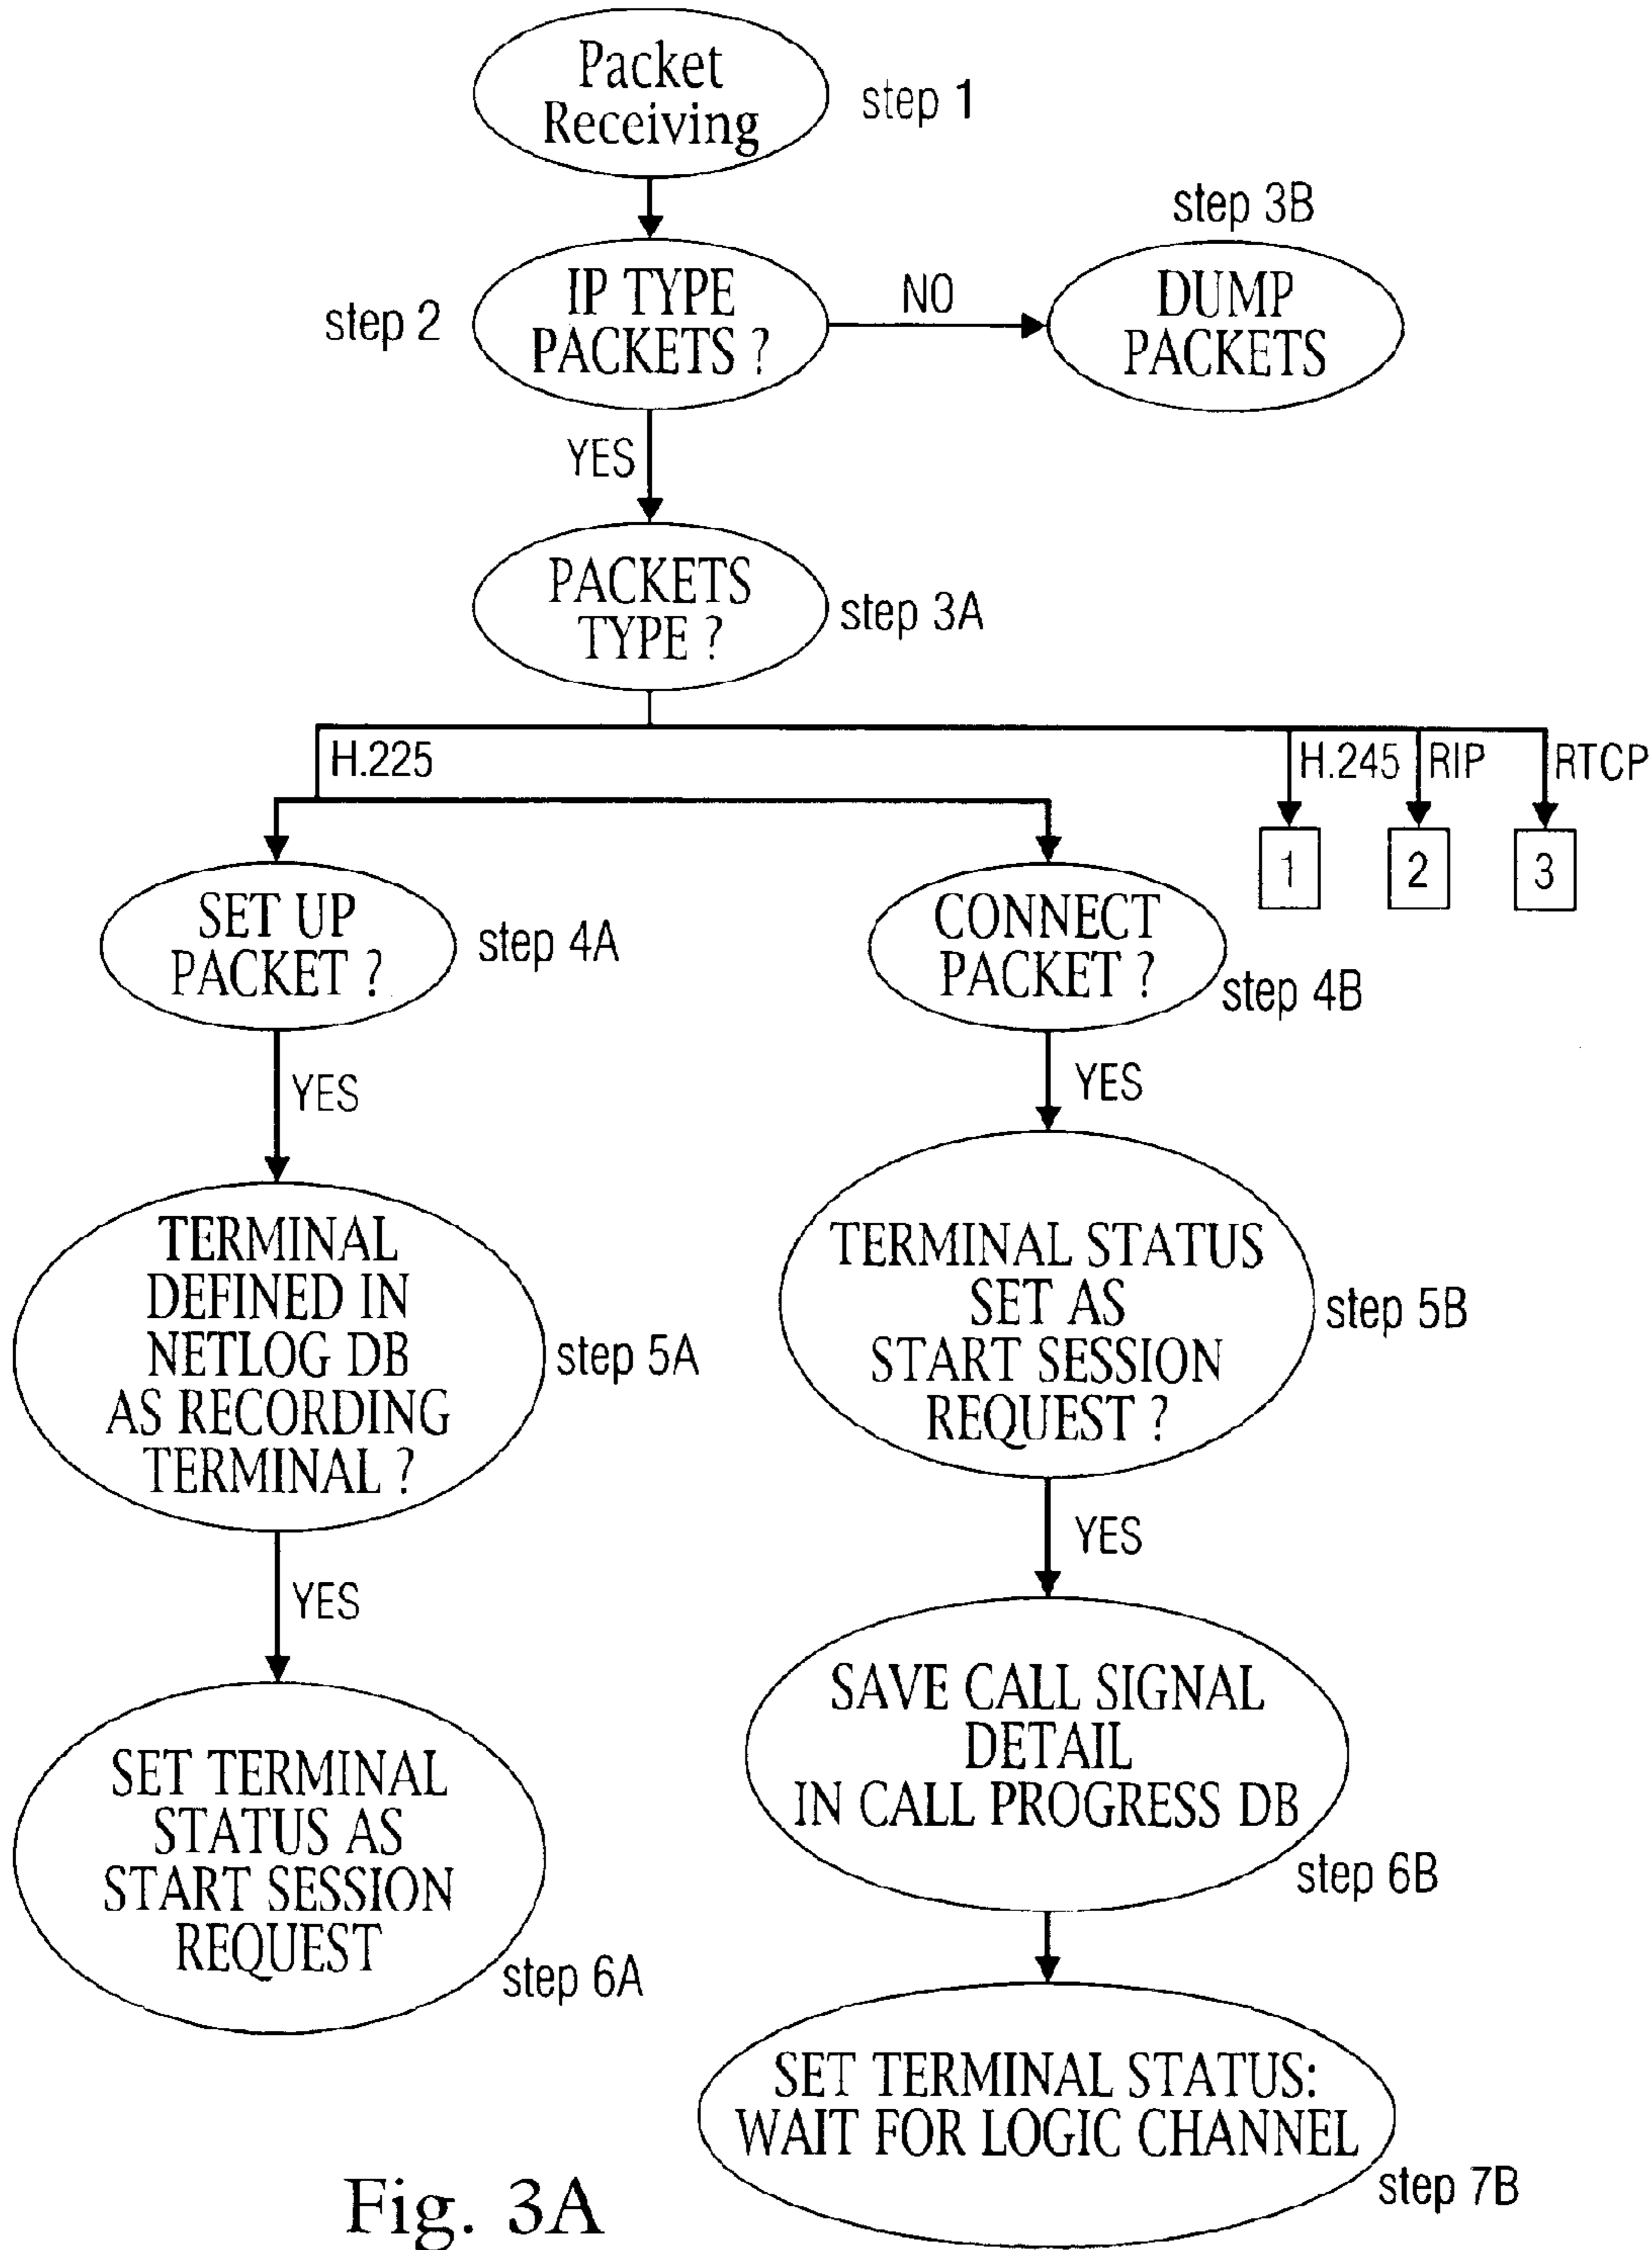 Packet
Receiving
step 1
step 3B
step 2
IP TYPE
PACKETS ?
NO
DUMP
PACKETS
YES
PACKETS
TYPE ?
step 3A
H.225
H.245
RIP
RTCP
1
2
3
SET UP
PACKET ?
step 4A
CONNECT
PACKET ?
step 4B
YES
YES
TERMINAL
DEFINED IN
NETLOG DB
AS RECORDING
TERMINAL ?
step 5A
TERMINAL STATUS
SET AS
START SESSION
REQUEST ?
step 5B
YES
YES
SET TERMINAL
STATUS AS
START SESSION
REQUEST
step 6A
SAVE CALL SIGNAL
DETAIL
IN CALL PROGRESS DB
step 6B
SET TERMINAL STATUS:
WAIT FOR LOGIC CHANNEL
step 7B
Fig. 3A